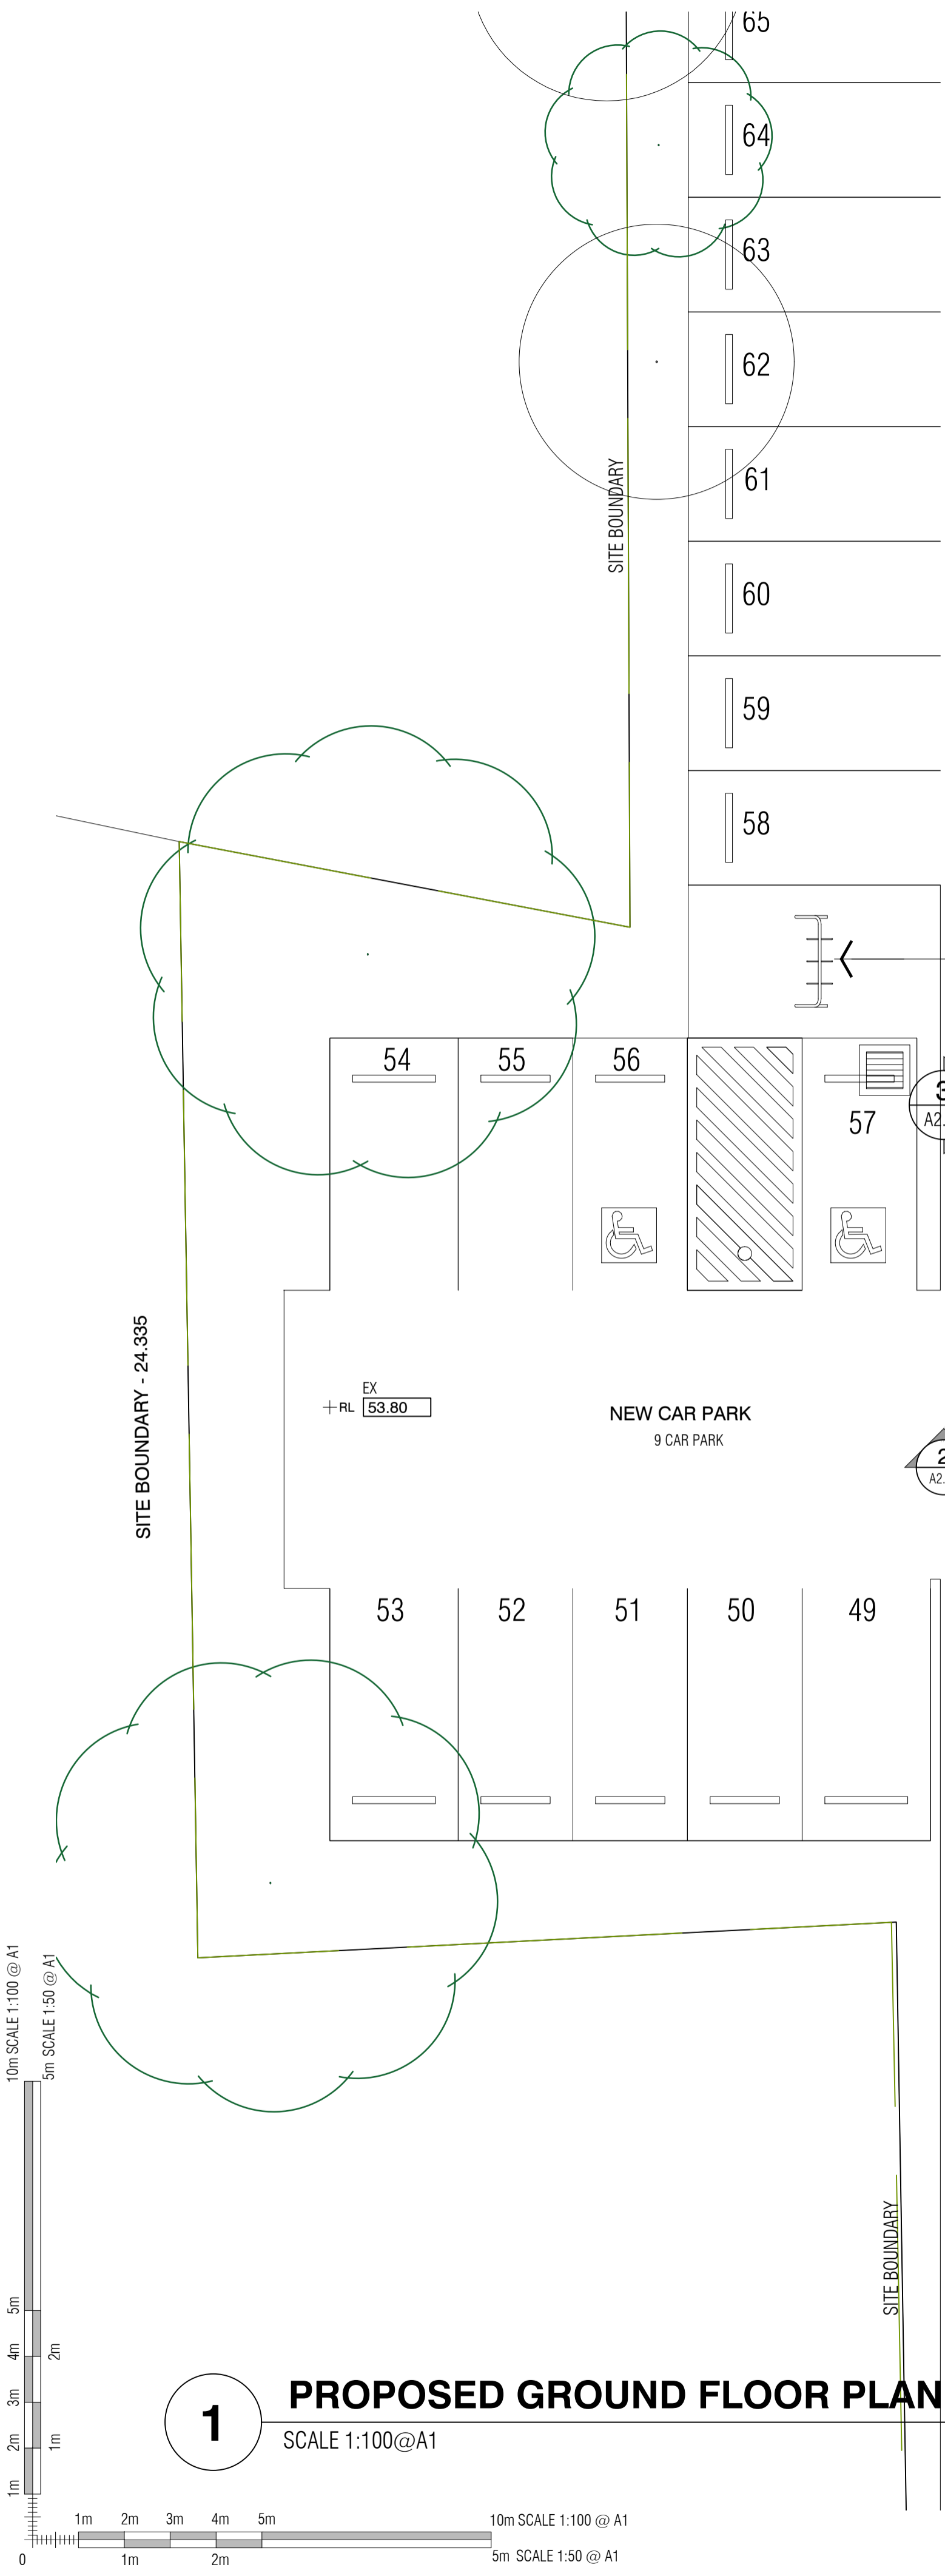 65
64
63
62
61
SITE BOUNDARY
60
59
58
54
55
56
57
3
A2.
SITE BOUNDARY - 24.335
EX
RL 53.80
NEW CAR PARK
9 CAR PARK
2
A2.
53
52
51
50
49
10m SCALE 1:100 @ A1
5m SCALE 1:50 @ A1
5m
4m
3m
2m
1m
2m
1m
SITE BOUNDARY
1
PROPOSED GROUND FLOOR PLAN
SCALE 1:100@A1
1m 2m 3m 4m 5m 10m SCALE 1:100 @ A1
0 1m 2m 5m SCALE 1:50 @ A1